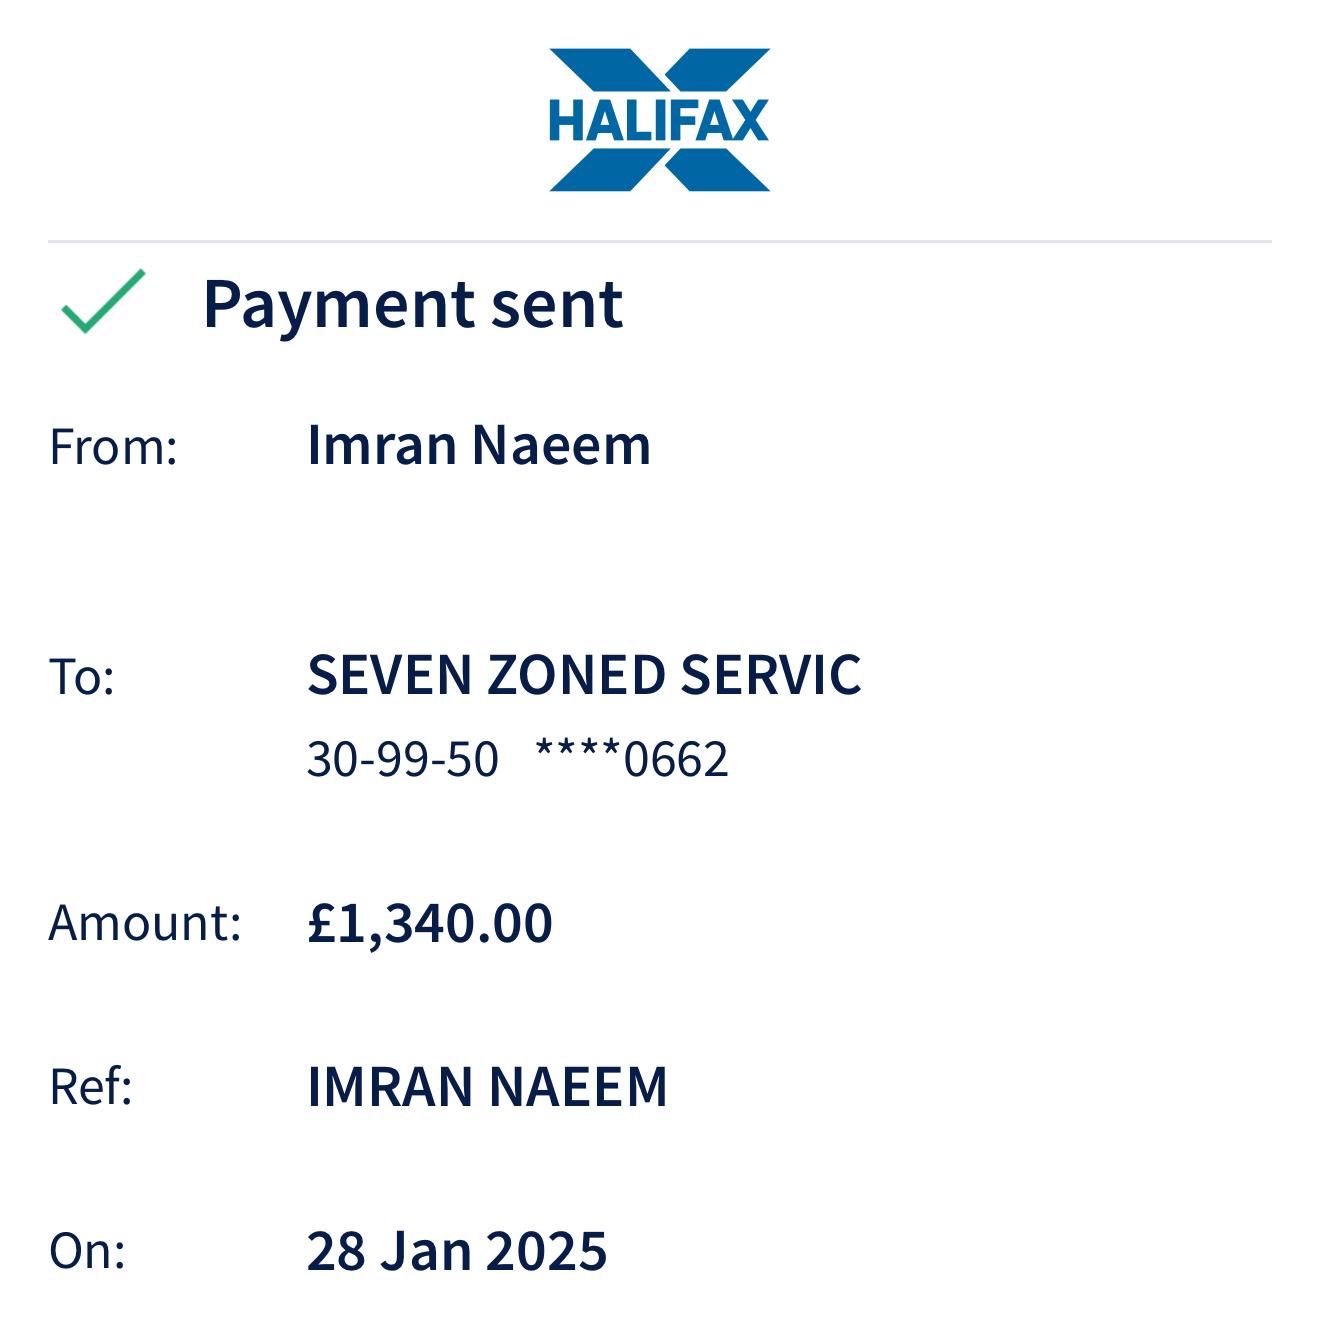 HALIFAX
Payment sent
From: Imran Naeem
To: SEVEN ZONED SERVIC
30-99-50 ****0662
Amount: £1,340.00
Ref: IMRAN NAEEM
On: 28 Jan 2025